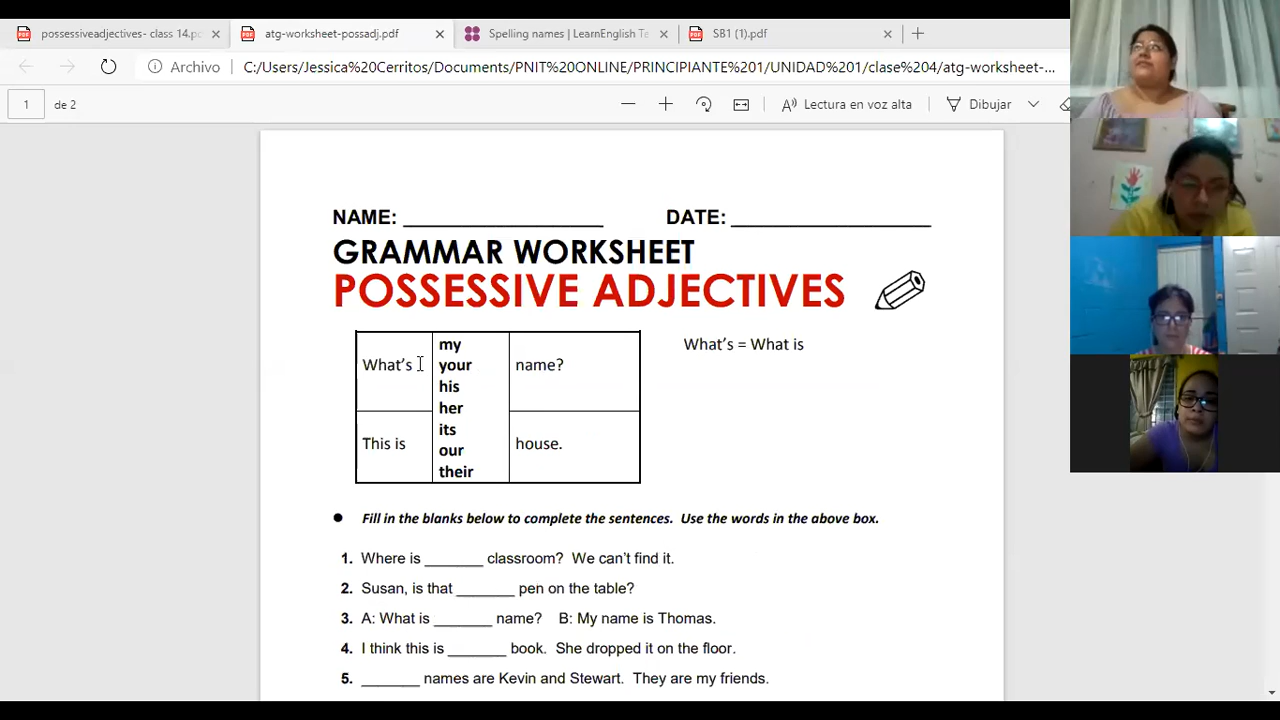 possessiveadjectives- class 14.p
atg-worksheet-possadj.pdf
Spelling names | LearnEnglish Te
SB1 (1).pdf
Archivo
C:/Users/Jessica%20Cerritos/Documents/PNIT%20ONLINE/PRINCIPIANTE%201/UNIDAD%201/clase%204/atg-worksheet-...
1 de 2
Lectura en voz alta
Dibujar
NAME: ____________________ DATE: ____________________
GRAMMAR WORKSHEET
POSSESSIVE ADJECTIVES
What's = What is
What's
my
your
his
her
its
our
their
name?
This is
house.
Fill in the blanks below to complete the sentences. Use the words in the above box.
1. Where is _______ classroom? We can't find it.
2. Susan, is that _______ pen on the table?
3. A: What is _______ name? B: My name is Thomas.
4. I think this is _______ book. She dropped it on the floor.
5. _______ names are Kevin and Stewart. They are my friends.